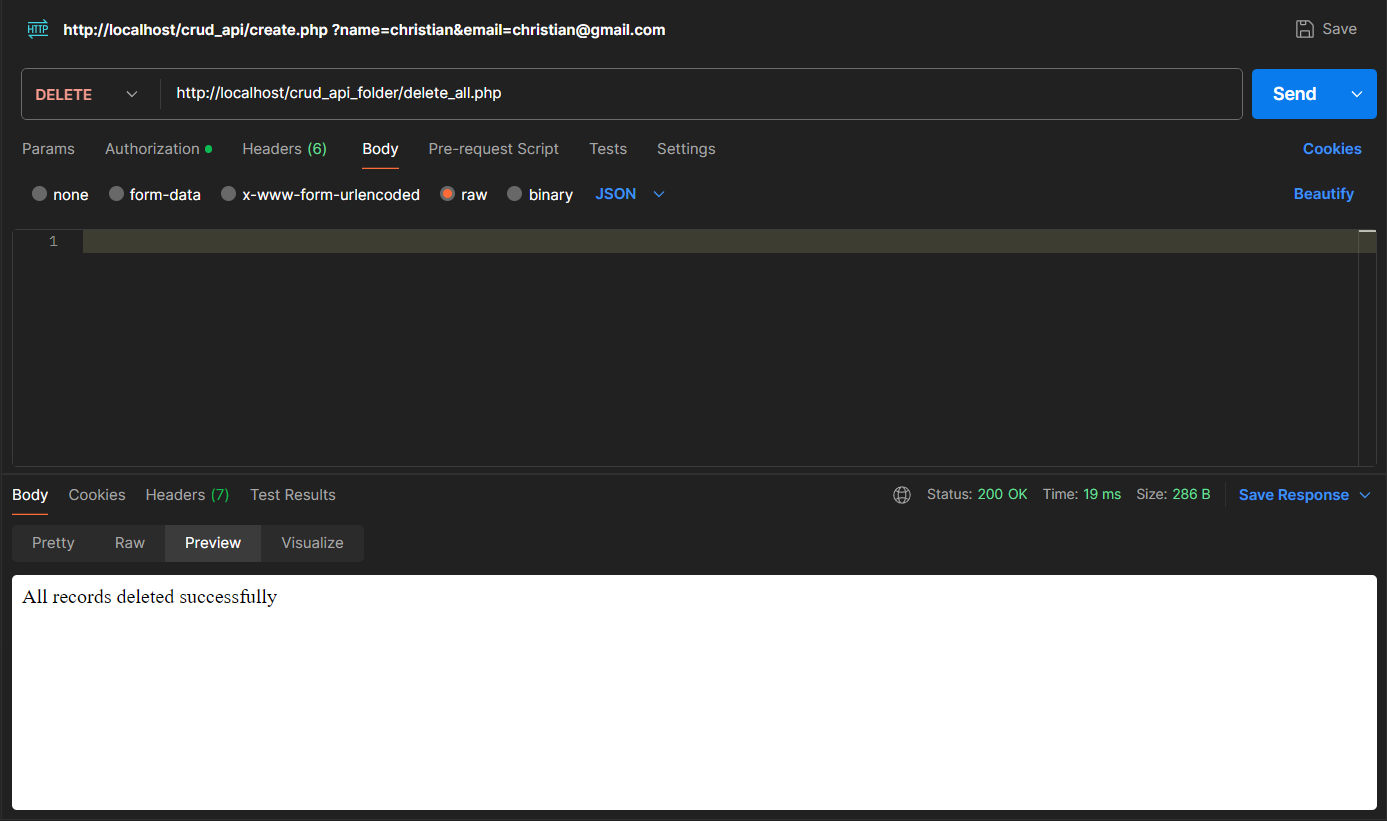 HTTP http://localhost/crud_api/create.php ?name=christian&email=christian@gmail.com Save
DELETE http://localhost/crud_api_folder/delete_all.php Send
Params Authorization Headers (6) Body Pre-request Script Tests Settings Cookies
none form-data x-www-form-urlencoded raw binary JSON Beautify
1
Body Cookies Headers (7) Test Results Status: 200 OK Time: 19 ms Size: 286 B Save Response
Pretty Raw Preview Visualize
All records deleted successfully